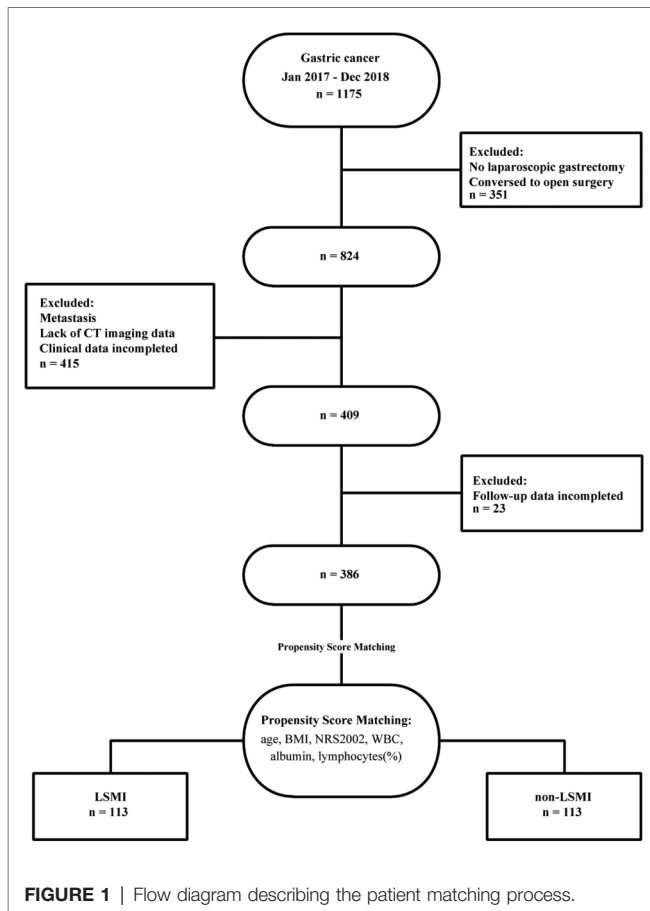 Gastric cancer
Jan 2017 - Dec 2018
n = 1175
Excluded:
No laparoscopic gastrectomy
Conversed to open surgery
n = 351
n = 824
Excluded:
Metastasis
Lack of CT imaging data
Clinical data incompleted
n = 415
n = 409
Excluded:
Follow-up data incompleted
n = 23
n = 386
Propensity Score Matching
Propensity Score Matching:
age, BMI, NRS2002, WBC,
albumin, lymphocytes(%)
LSMI
n = 113
non-LSMI
n = 113
FIGURE 1 | Flow diagram describing the patient matching process.